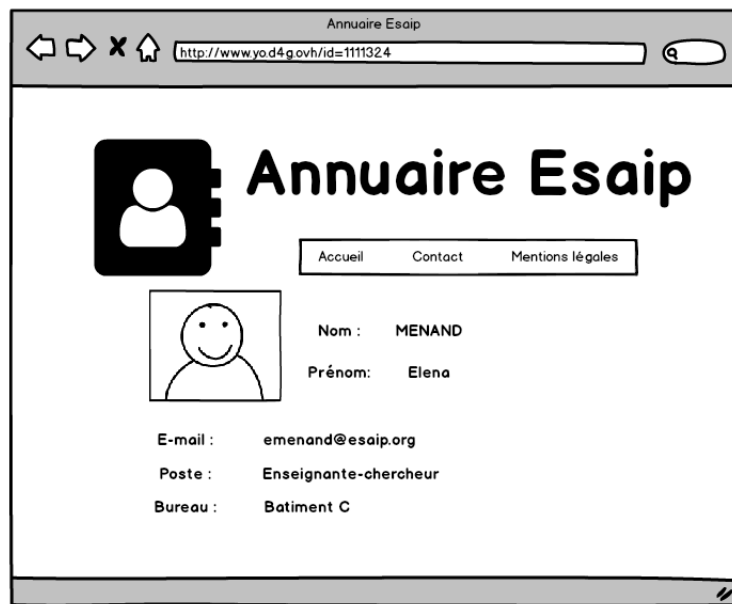 Annuaire Esaip
http://www.yo.d4g.ovh/id=1111324
Annuaire Esaip
Accueil Contact Mentions légales
Nom : MENAND
Prénom: Elena
E-mail : emenand@esaip.org
Poste : Enseignante-chercheur
Bureau : Batiment C